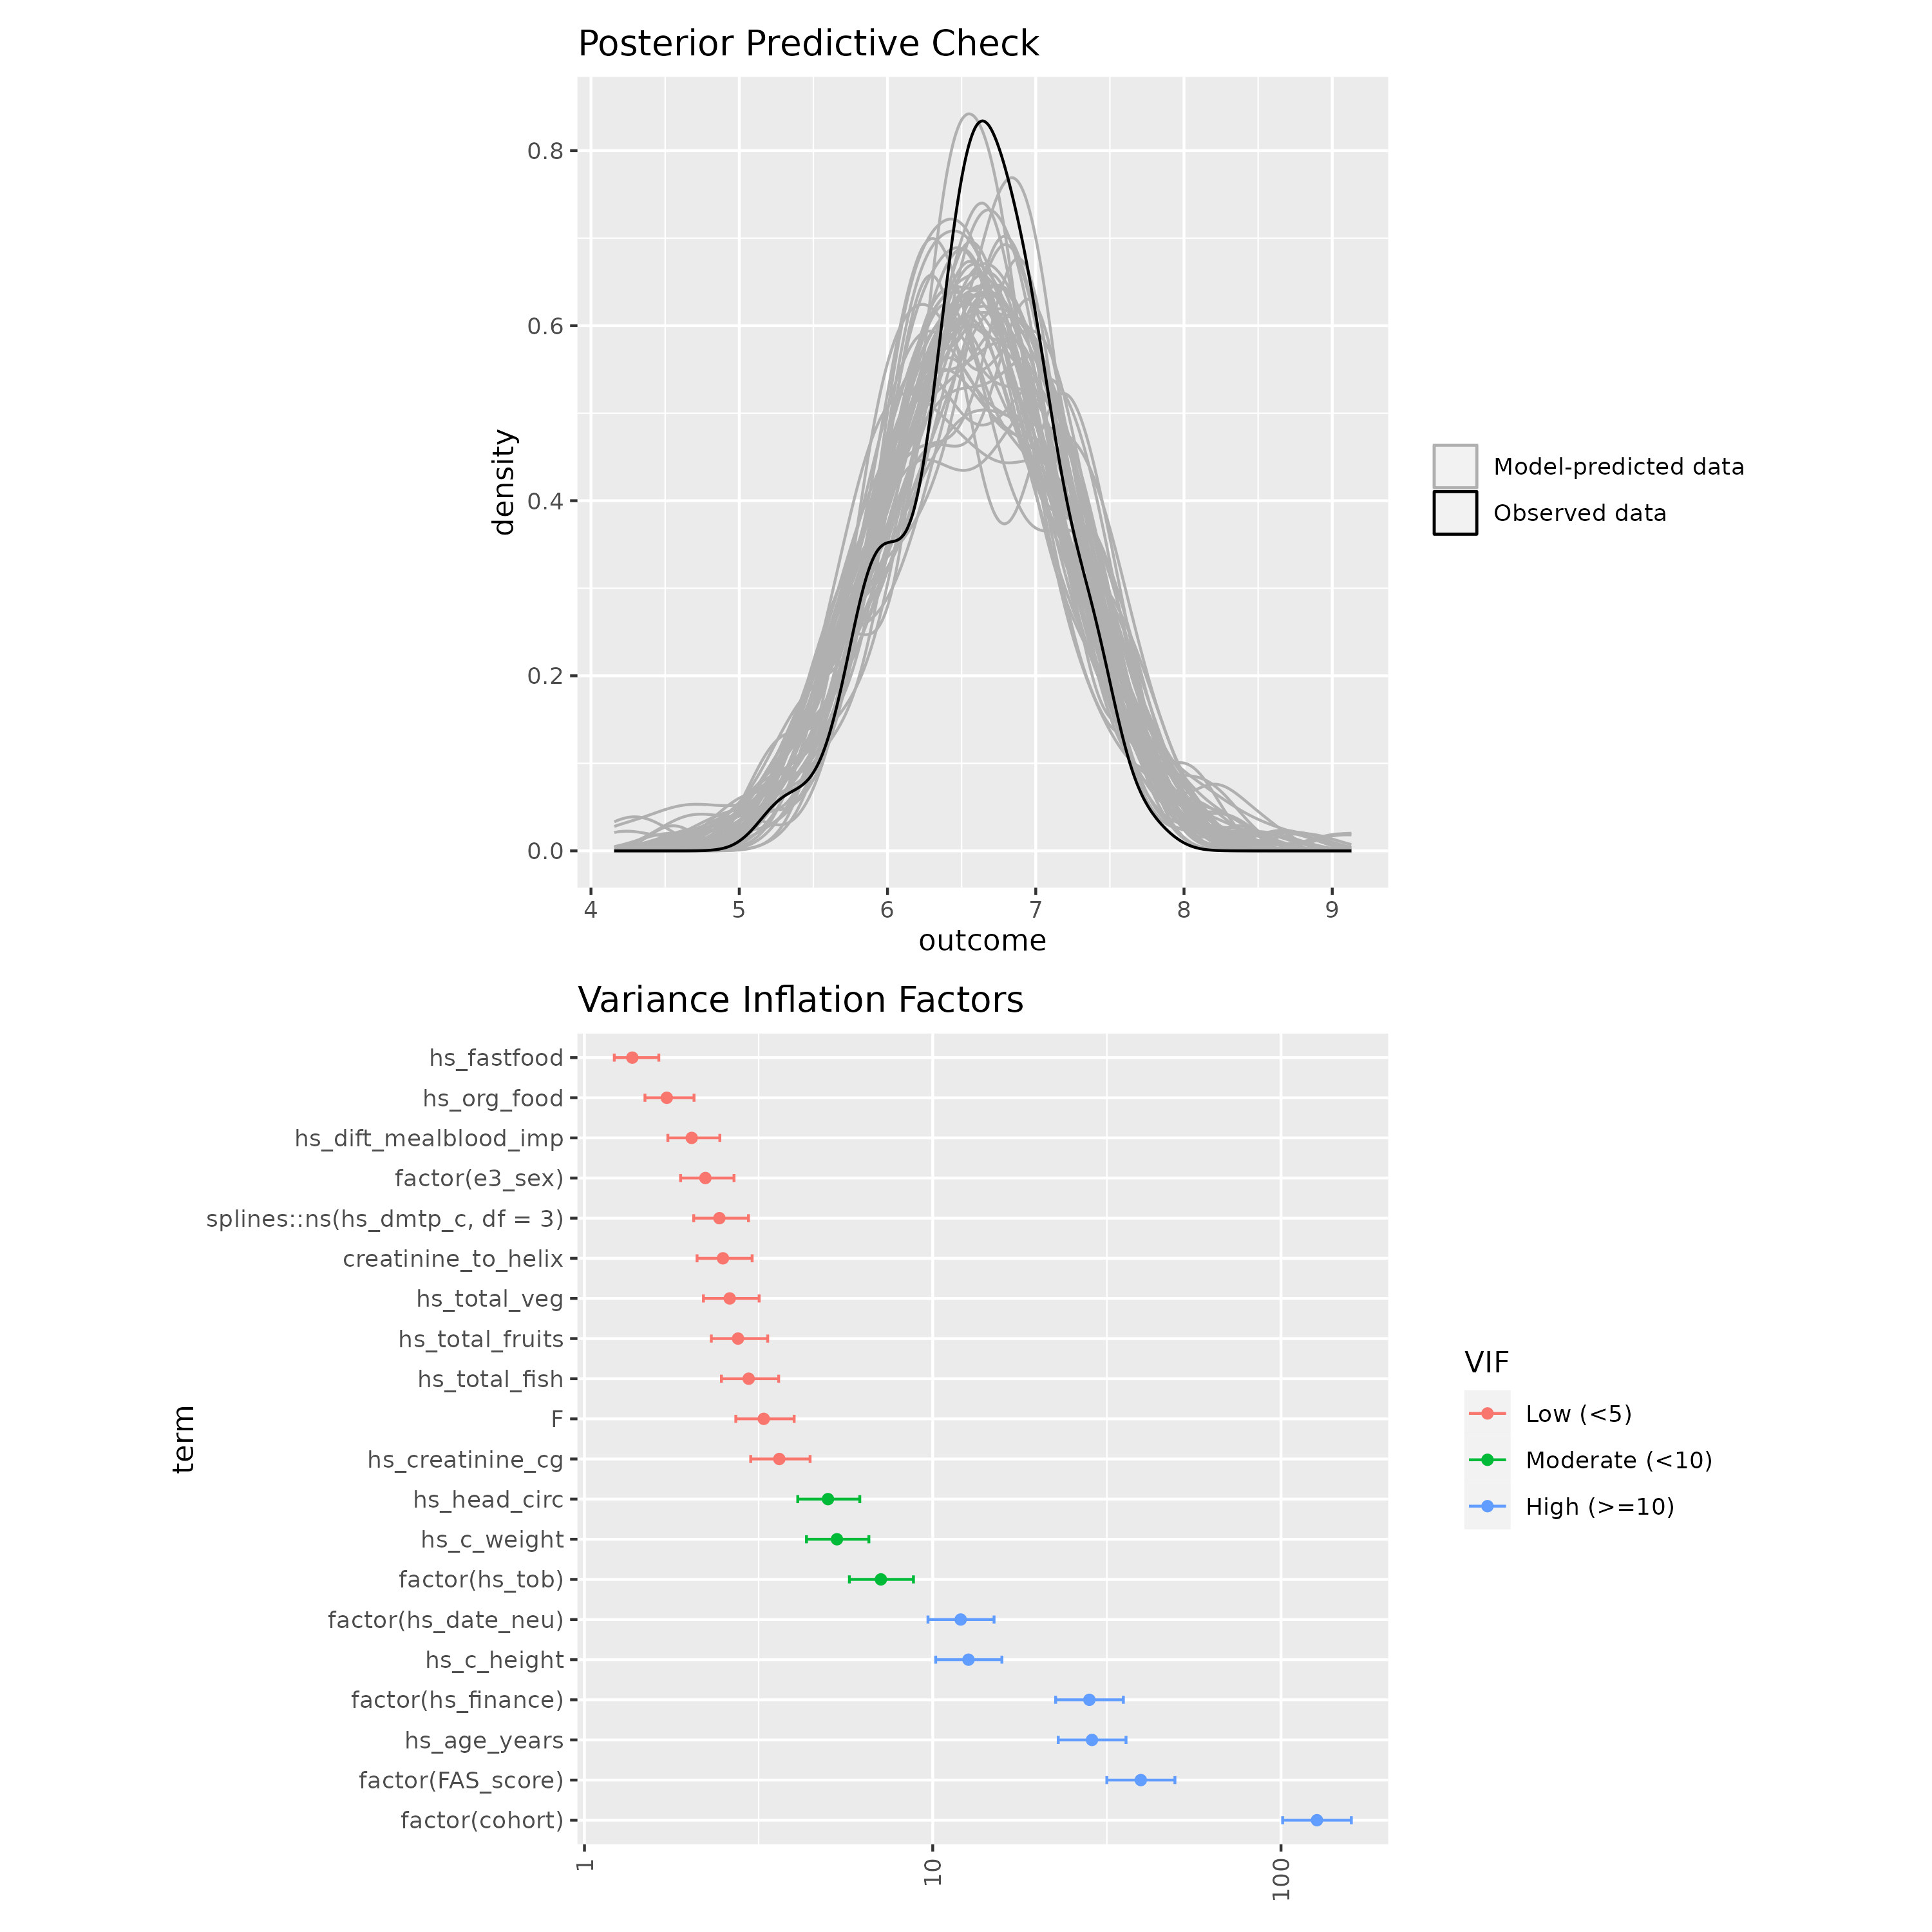 Posterior Predictive Check
density
0.8
0.6
0.4
0.2
0.0
4 5 6 7 8 9
outcome
Model-predicted data
Observed data
Variance Inflation Factors
term
hs_fastfood
hs_org_food
hs_dift_mealblood_imp
factor(e3_sex)
splines::ns(hs_dmtp_c, df = 3)
creatinine_to_helix
hs_total_veg
hs_total_fruits
hs_total_fish
F
hs_creatinine_cg
hs_head_circ
hs_c_weight
factor(hs_tob)
factor(hs_date_neu)
hs_c_height
factor(hs_finance)
hs_age_years
factor(FAS_score)
factor(cohort)
1 10 100
VIF
Low (<5)
Moderate (<10)
High (>=10)